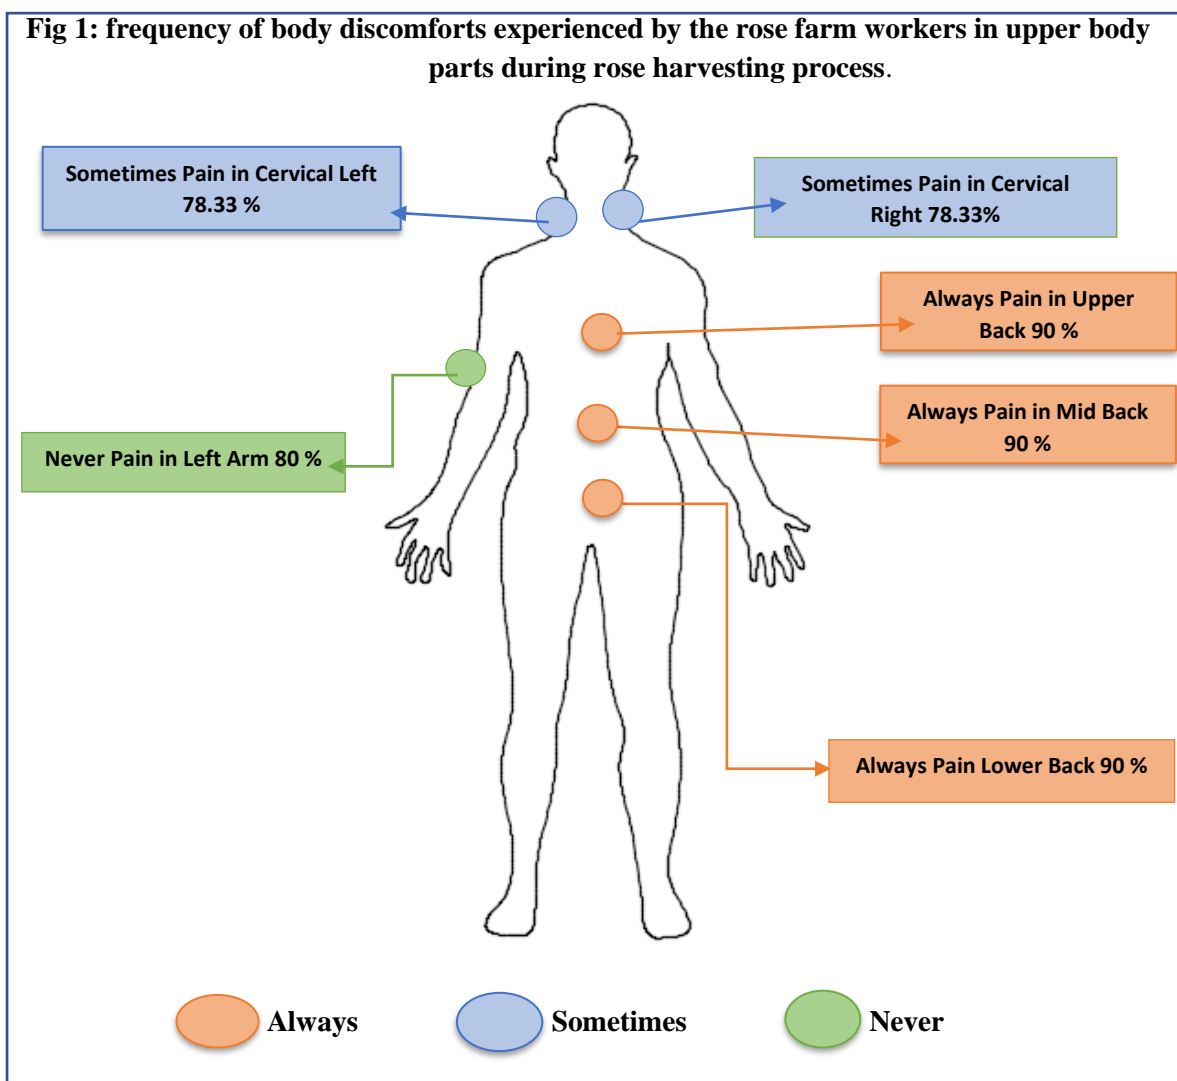 Fig 1: frequency of body discomforts experienced by the rose farm workers in upper body
parts during rose harvesting process.
Sometimes Pain in Cervical Left
78.33 %
Sometimes Pain in Cervical
Right 78.33%
Always Pain in Upper
Back 90 %
Always Pain in Mid Back
90 %
Never Pain in Left Arm 80 %
Always Pain Lower Back 90 %
Always
Sometimes
Never